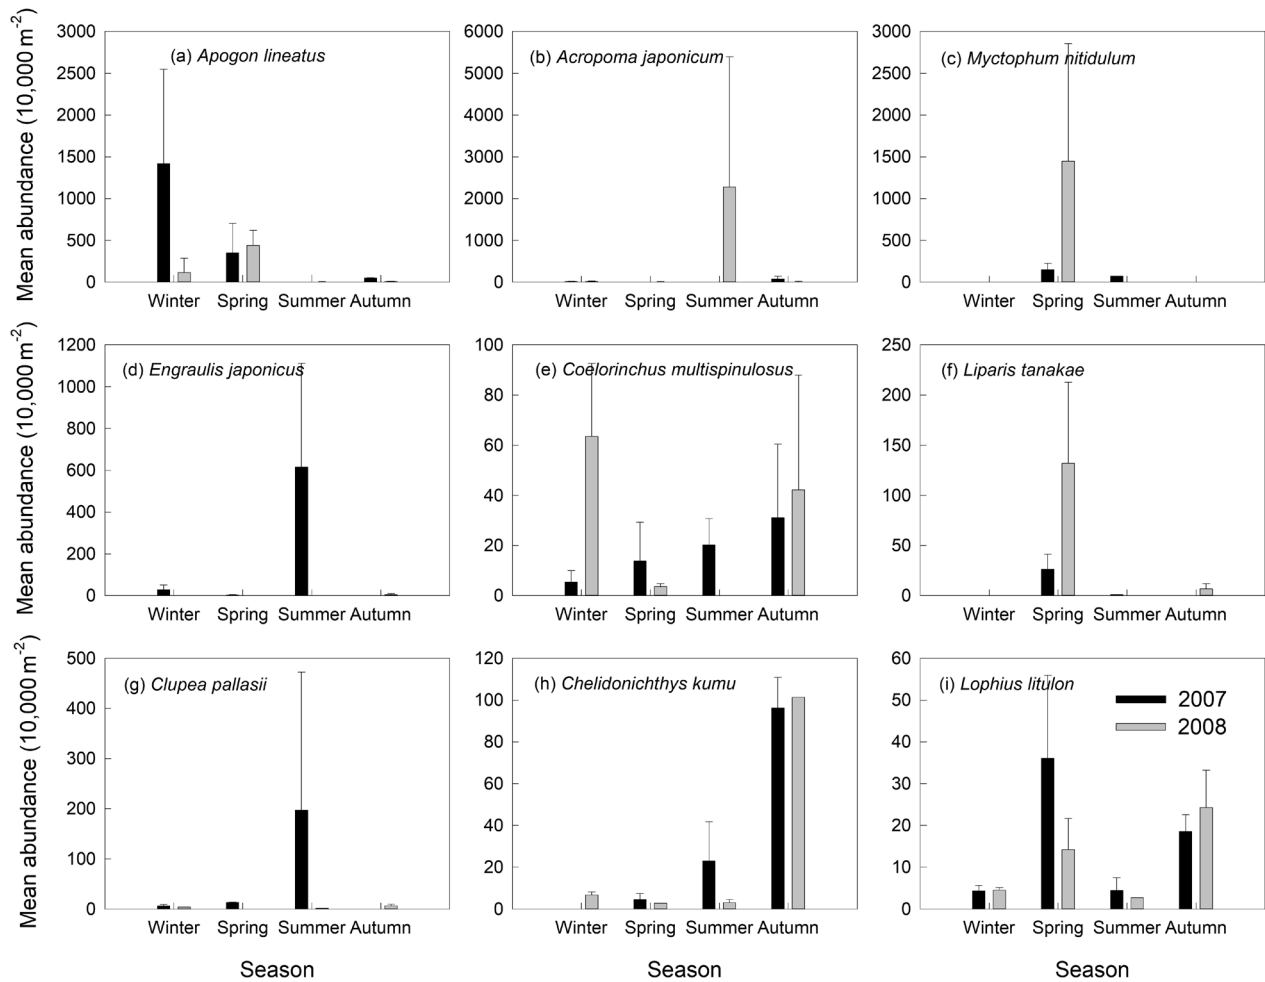 (a) Apogon lineatus
Mean abundance (10,000 m-2)
3000
2500
2000
1500
1000
500
0
Winter Spring Summer Autumn
(b) Acropoma japonicum
6000
5000
4000
3000
2000
1000
0
Winter Spring Summer Autumn
(c) Myctophum nitidulum
3000
2500
2000
1500
1000
500
0
Winter Spring Summer Autumn
(d) Engraulis japonicus
Mean abundance (10,000 m-2)
1200
1000
800
600
400
200
0
Winter Spring Summer Autumn
(e) Coelorinchus multispinulosus
100
80
60
40
20
0
Winter Spring Summer Autumn
(f) Liparis tanakae
250
200
150
100
50
0
Winter Spring Summer Autumn
(g) Clupea pallasii
Mean abundance (10,000 m-2)
500
400
300
200
100
0
Winter Spring Summer Autumn
Season
(h) Chelidonichthys kumu
120
100
80
60
40
20
0
Winter Spring Summer Autumn
Season
(i) Lophius litulon
60
50
40
30
20
10
0
2007
2008
Winter Spring Summer Autumn
Season